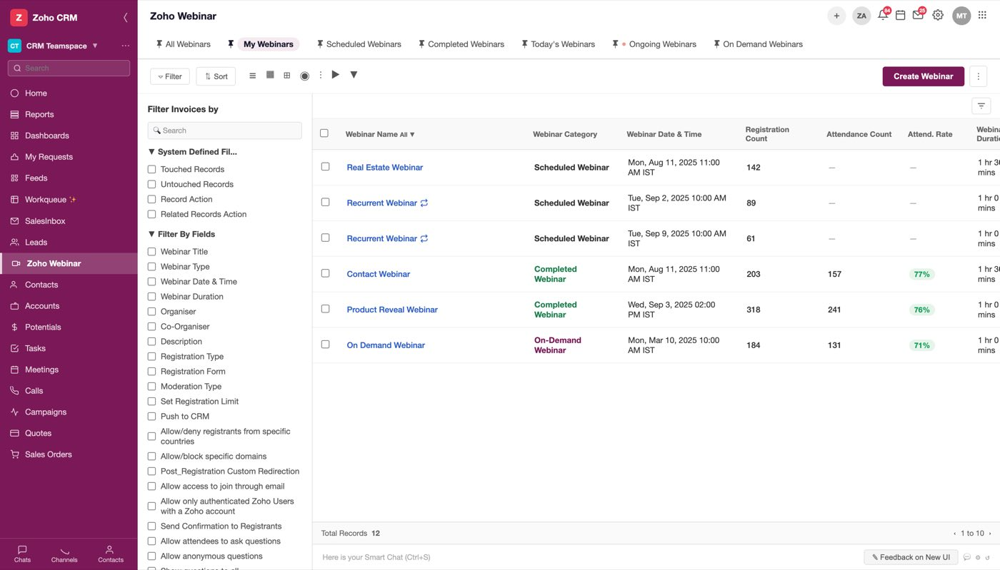 Z Zoho CRM
CT CRM Teamspace
Search
Home
Reports
Dashboards
My Requests
Feeds
Workqueue
SalesInbox
Leads
Zoho Webinar
Contacts
Accounts
Potentials
Tasks
Meetings
Calls
Campaigns
Quotes
Sales Orders
Chats Channels Contacts
Zoho Webinar
ZA 84 25 MT
All Webinars My Webinars Scheduled Webinars Completed Webinars Today's Webinars Ongoing Webinars On Demand Webinars
Filter Sort Create Webinar
Filter Invoices by
Search
System Defined Fil...
Touched Records
Untouched Records
Record Action
Related Records Action
Filter By Fields
Webinar Title
Webinar Type
Webinar Date & Time
Webinar Duration
Organiser
Co-Organiser
Description
Registration Type
Registration Form
Moderation Type
Set Registration Limit
Push to CRM
Allow/deny registrants from specific
countries
Allow/block specific domains
Post_Registration Custom Redirection
Allow access to join through email
Allow only authenticated Zoho Users
with a Zoho account
Send Confirmation to Registrants
Allow attendees to ask questions
Allow anonymous questions
Webinar Name All Webinar Category Webinar Date & Time Registration Count Attendance Count Attend. Rate
Real Estate Webinar Scheduled Webinar Mon, Aug 11, 2025 11:00 AM IST 142 — — 1 hr 30 mins
Recurrent Webinar Scheduled Webinar Tue, Sep 2, 2025 10:00 AM IST 89 — — 1 hr 0 mins
Recurrent Webinar Scheduled Webinar Tue, Sep 9, 2025 10:00 AM IST 61 — — 1 hr 0 mins
Contact Webinar Completed Webinar Mon, Aug 11, 2025 11:00 AM IST 203 157 77% 1 hr 30 mins
Product Reveal Webinar Completed Webinar Wed, Sep 3, 2025 02:00 PM IST 318 241 76% 1 hr 0 mins
On Demand Webinar On-Demand Webinar Mon, Mar 10, 2025 10:00 AM IST 184 131 71% 1 hr 0 mins
Total Records 12 ‹ 1 to 10 ›
Here is your Smart Chat (Ctrl+S) Feedback on New UI